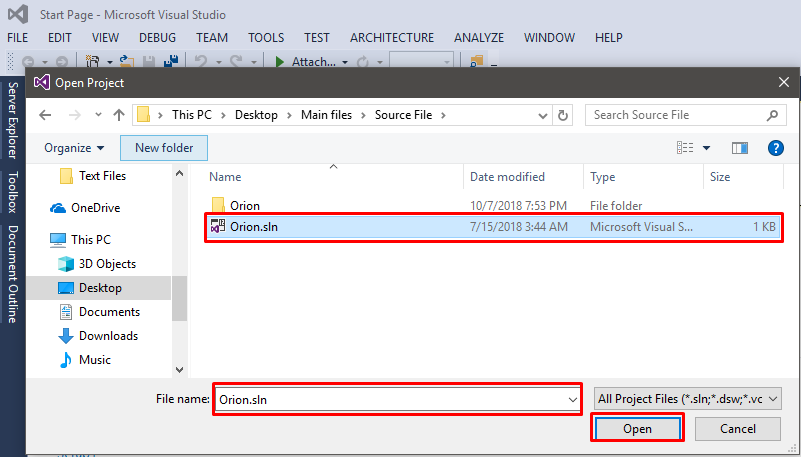 Start Page - Microsoft Visual Studio
FILE EDIT VIEW DEBUG TEAM TOOLS TEST ARCHITECTURE ANALYZE WINDOW HELP
Attach...
Server Explorer
Toolbox
Document Outline
Open Project
This PC > Desktop > Main files > Source File >
Search Source File
Organize
New folder
Text Files
OneDrive
This PC
3D Objects
Desktop
Documents
Downloads
Music
Name Date modified Type Size
Orion 10/7/2018 7:53 PM File folder
Orion.sln 7/15/2018 3:44 AM Microsoft Visual S... 1 KB
File name: Orion.sln
All Project Files (*.sln;*.dsw;*.vc
Open Cancel